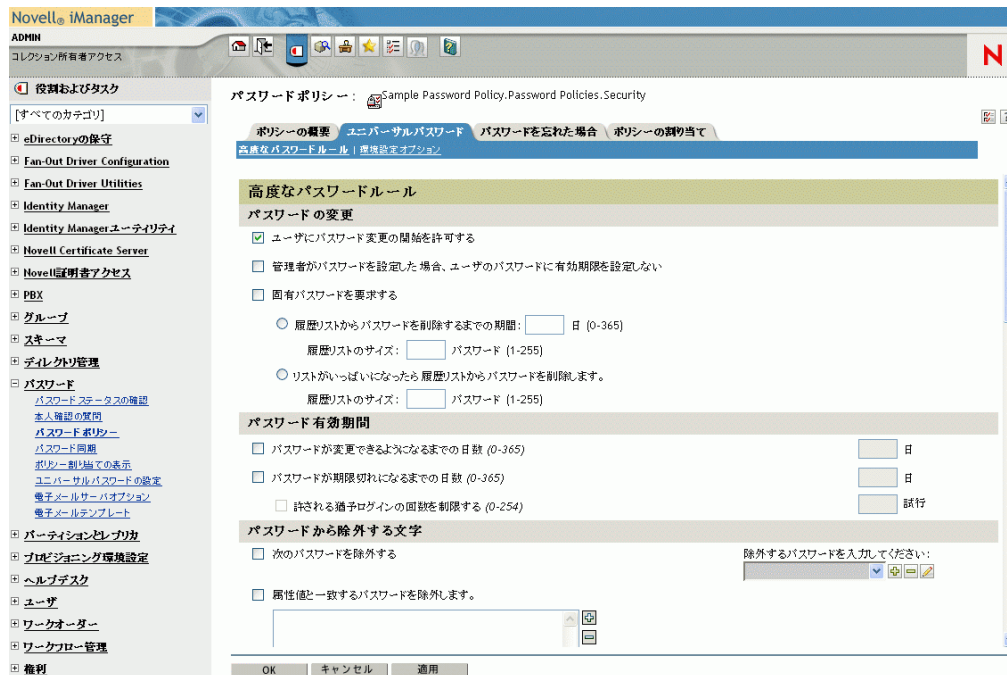 Novell® iManager
ADMIN
コレクション所有者アクセス
N
役割およびタスク
[すべてのカテゴリ]
eDirectoryの保守
Fan-Out Driver Configuration
Fan-Out Driver Utilities
Identity Manager
Identity Managerユーティリティ
Novell Certificate Server
Novell証明書アクセス
PBX
グループ
スキーマ
ディレクトリ管理
パスワード
パスワードステータスの確認
本人確認の質問
パスワードポリシー
パスワード同期
ポリシー割り当ての表示
ユニバーサルパスワードの設定
電子メールサーバオプション
電子メールテンプレート
パーティションとレプリカ
プロビジョニング環境設定
ヘルプデスク
ユーザ
ワークオーダー
ワークフロー管理
権利
パスワードポリシー: Sample Password Policy.Password Policies.Security
ポリシーの概要 ユニバーサルパスワード パスワードを忘れた場合 ポリシーの割り当て
高度なパスワードルール | 環境設定オプション
高度なパスワードルール
パスワードの変更
ユーザにパスワード変更の開始を許可する
管理者がパスワードを設定した場合、ユーザのパスワードに有効期限を設定しない
固有パスワードを要求する
履歴リストからパスワードを削除するまでの期間: 日 (0-365)
履歴リストのサイズ: パスワード (1-255)
リストがいっぱいになったら履歴リストからパスワードを削除します。
履歴リストのサイズ: パスワード (1-255)
パスワード有効期間
パスワードが変更できるようになるまでの日数 (0-365) 日
パスワードが期限切れになるまでの日数 (0-365) 日
許される猶予ログインの回数を制限する (0-254) 試行
パスワードから除外する文字
次のパスワードを除外する 除外するパスワードを入力してください:
属性値と一致するパスワードを除外します。
OK キャンセル 適用